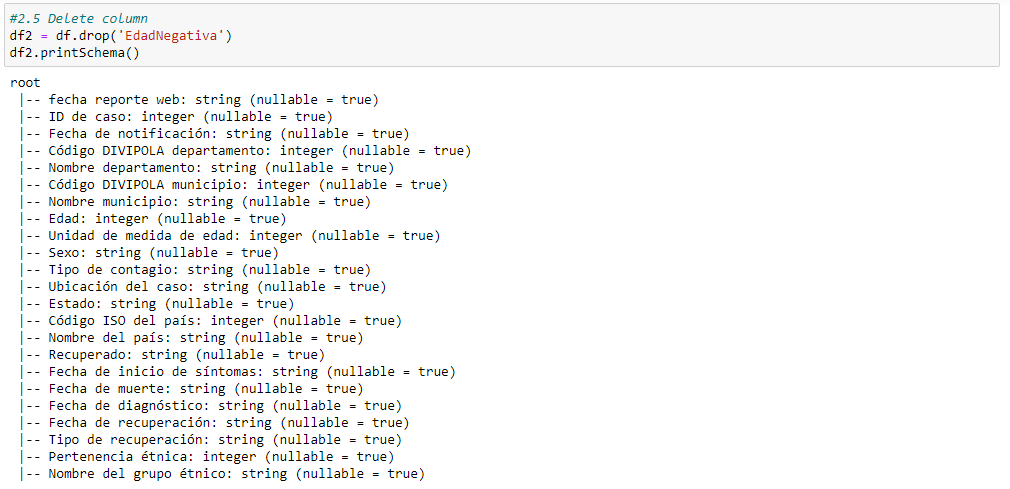 #2.5 Delete column
df2 = df.drop('EdadNegativa')
df2.printSchema()
root
|-- fecha reporte web: string (nullable = true)
|-- ID de caso: integer (nullable = true)
|-- Fecha de notificación: string (nullable = true)
|-- Código DIVIPOLA departamento: integer (nullable = true)
|-- Nombre departamento: string (nullable = true)
|-- Código DIVIPOLA municipio: integer (nullable = true)
|-- Nombre municipio: string (nullable = true)
|-- Edad: integer (nullable = true)
|-- Unidad de medida de edad: integer (nullable = true)
|-- Sexo: string (nullable = true)
|-- Tipo de contagio: string (nullable = true)
|-- Ubicación del caso: string (nullable = true)
|-- Estado: string (nullable = true)
|-- Código ISO del país: integer (nullable = true)
|-- Nombre del país: string (nullable = true)
|-- Recuperado: string (nullable = true)
|-- Fecha de inicio de síntomas: string (nullable = true)
|-- Fecha de muerte: string (nullable = true)
|-- Fecha de diagnóstico: string (nullable = true)
|-- Fecha de recuperación: string (nullable = true)
|-- Tipo de recuperación: string (nullable = true)
|-- Pertenencia étnica: integer (nullable = true)
|-- Nombre del grupo étnico: string (nullable = true)